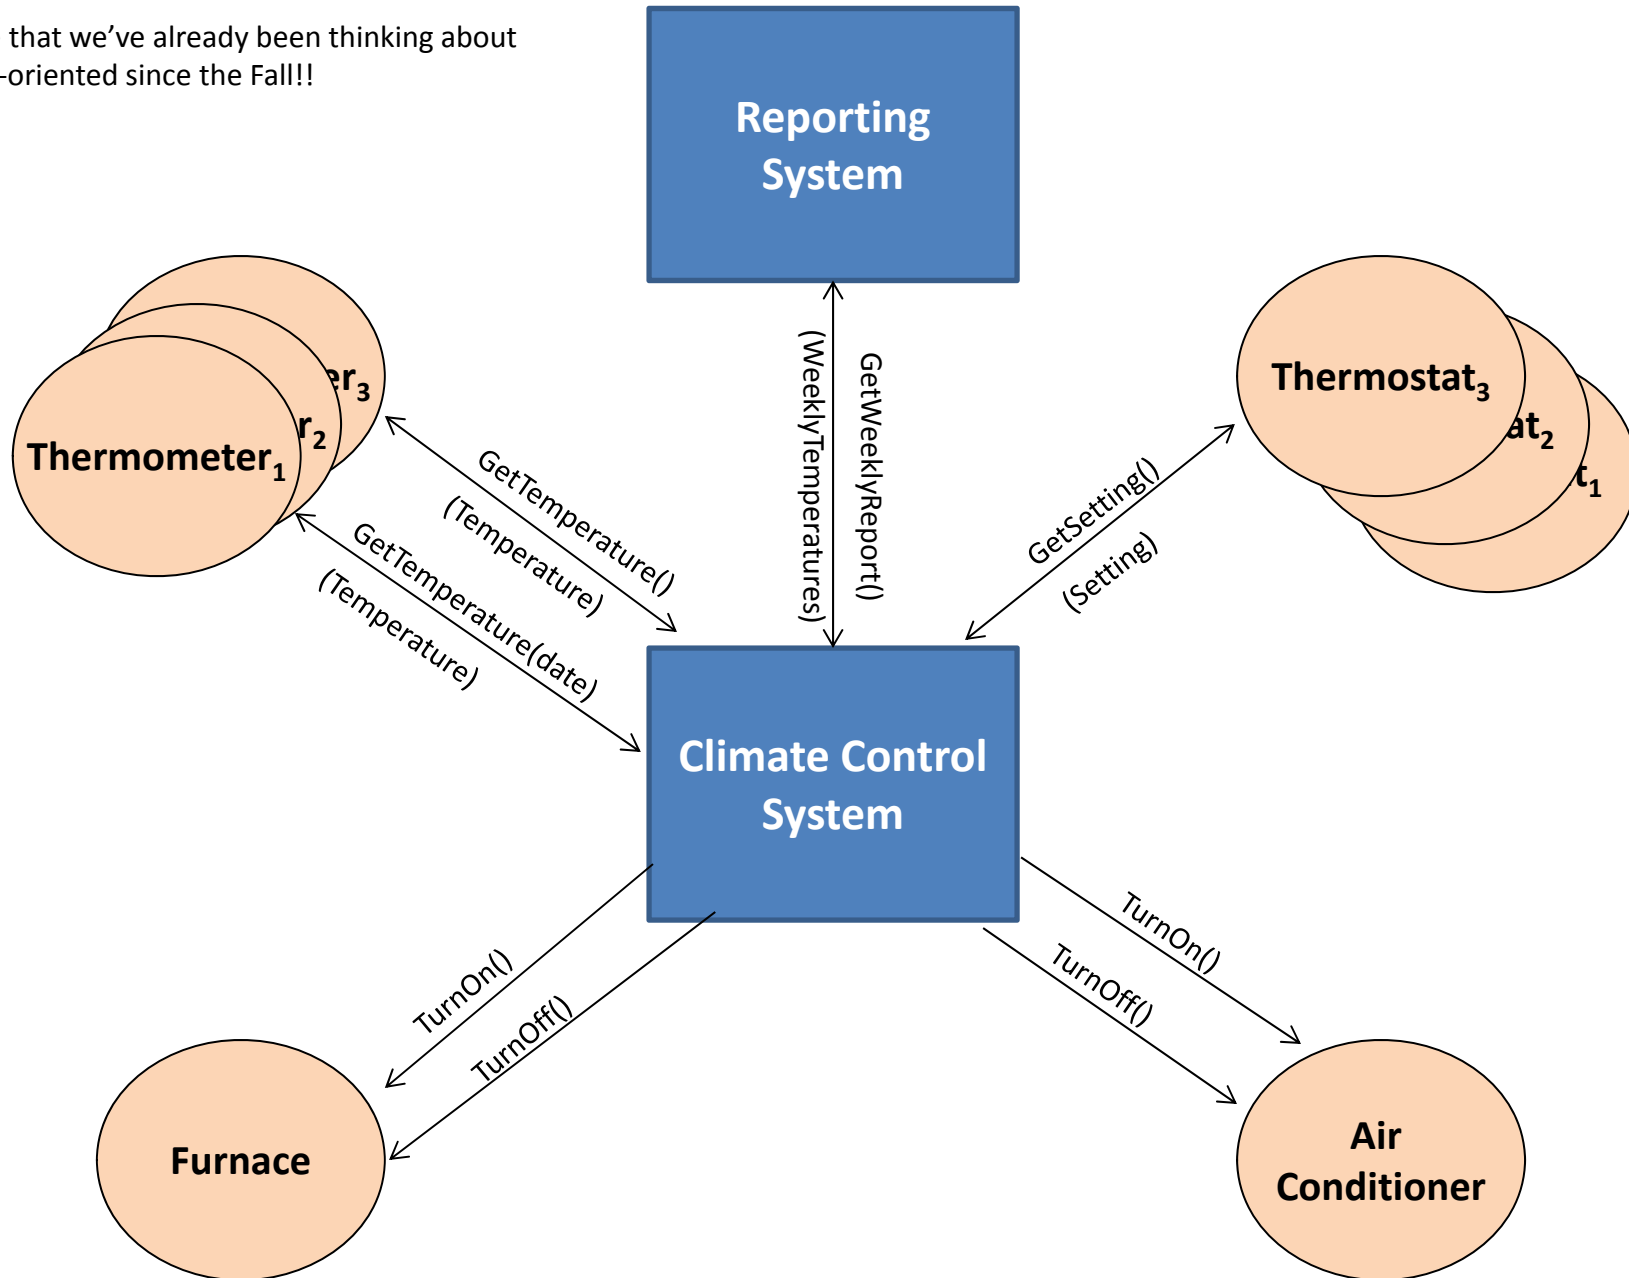 that we’ve already been thinking about
-oriented since the Fall!!
Reporting
System
Thermometer1
r2
er3
Thermostat3
at2
t1
(WeeklyTemperatures)
GetWeeklyReport()
GetTemperature()
(Temperature)
GetTemperature(date)
(Temperature)
GetSetting()
(Setting)
Climate Control
System
TurnOn()
TurnOff()
TurnOn()
TurnOff()
Furnace
Air
Conditioner